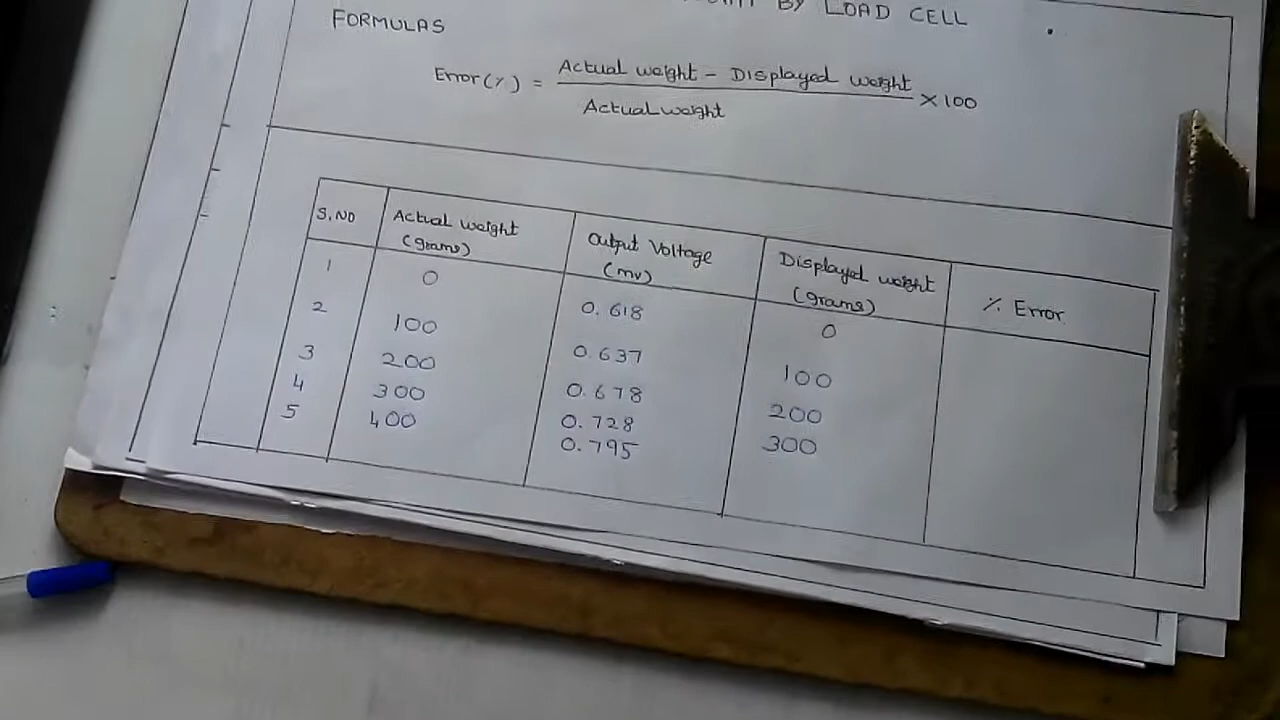 BY LOAD CELL
FORMULAS
Error(%) = Actual weight - Displayed weight / Actual weight × 100
S.NO Actual weight (grams) Output Voltage (mv) Displayed weight (grams) % Error
1 0 0.618 0
2 100 0.637 100
3 200 0.678 200
4 300 0.728 300
5 400 0.795